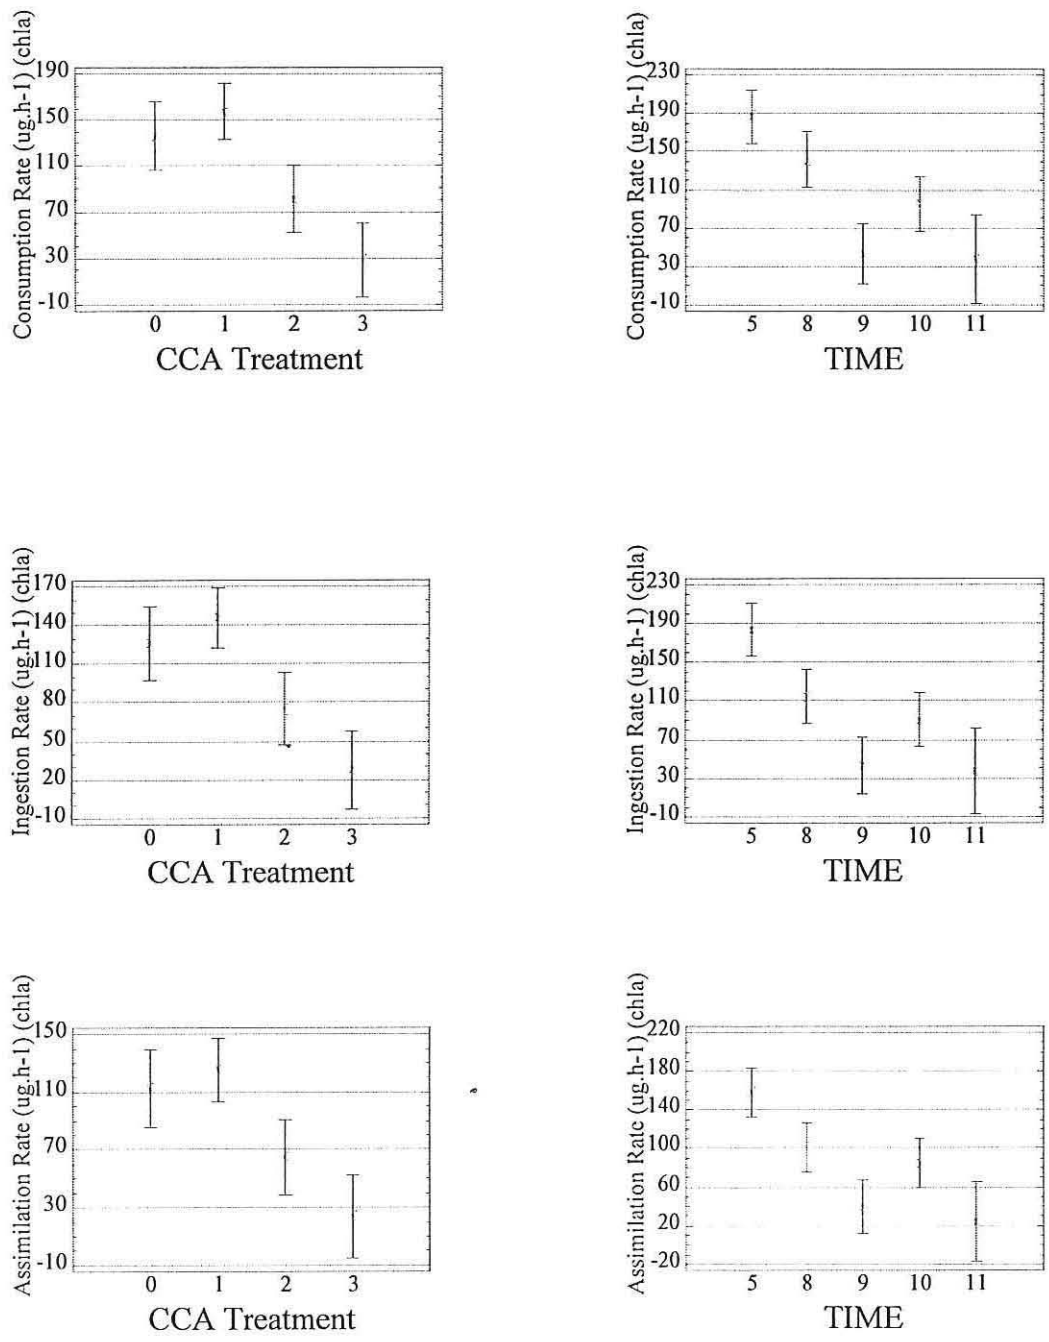 Consumption Rate (ug.h-1) (chla)
190
150
110
70
30
-10
0 1 2 3
CCA Treatment
Consumption Rate (ug.h-1) (chla)
230
190
150
110
70
30
-10
5 8 9 10 11
TIME
Ingestion Rate (ug.h-1) (chla)
170
140
110
80
50
20
-10
0 1 2 3
CCA Treatment
Ingestion Rate (ug.h-1) (chla)
230
190
150
110
70
30
-10
5 8 9 10 11
TIME
Assimilation Rate (ug.h-1) (chla)
150
110
70
30
-10
0 1 2 3
CCA Treatment
Assimilation Rate (ug.h-1) (chla)
220
180
140
100
60
20
-20
5 8 9 10 11
TIME